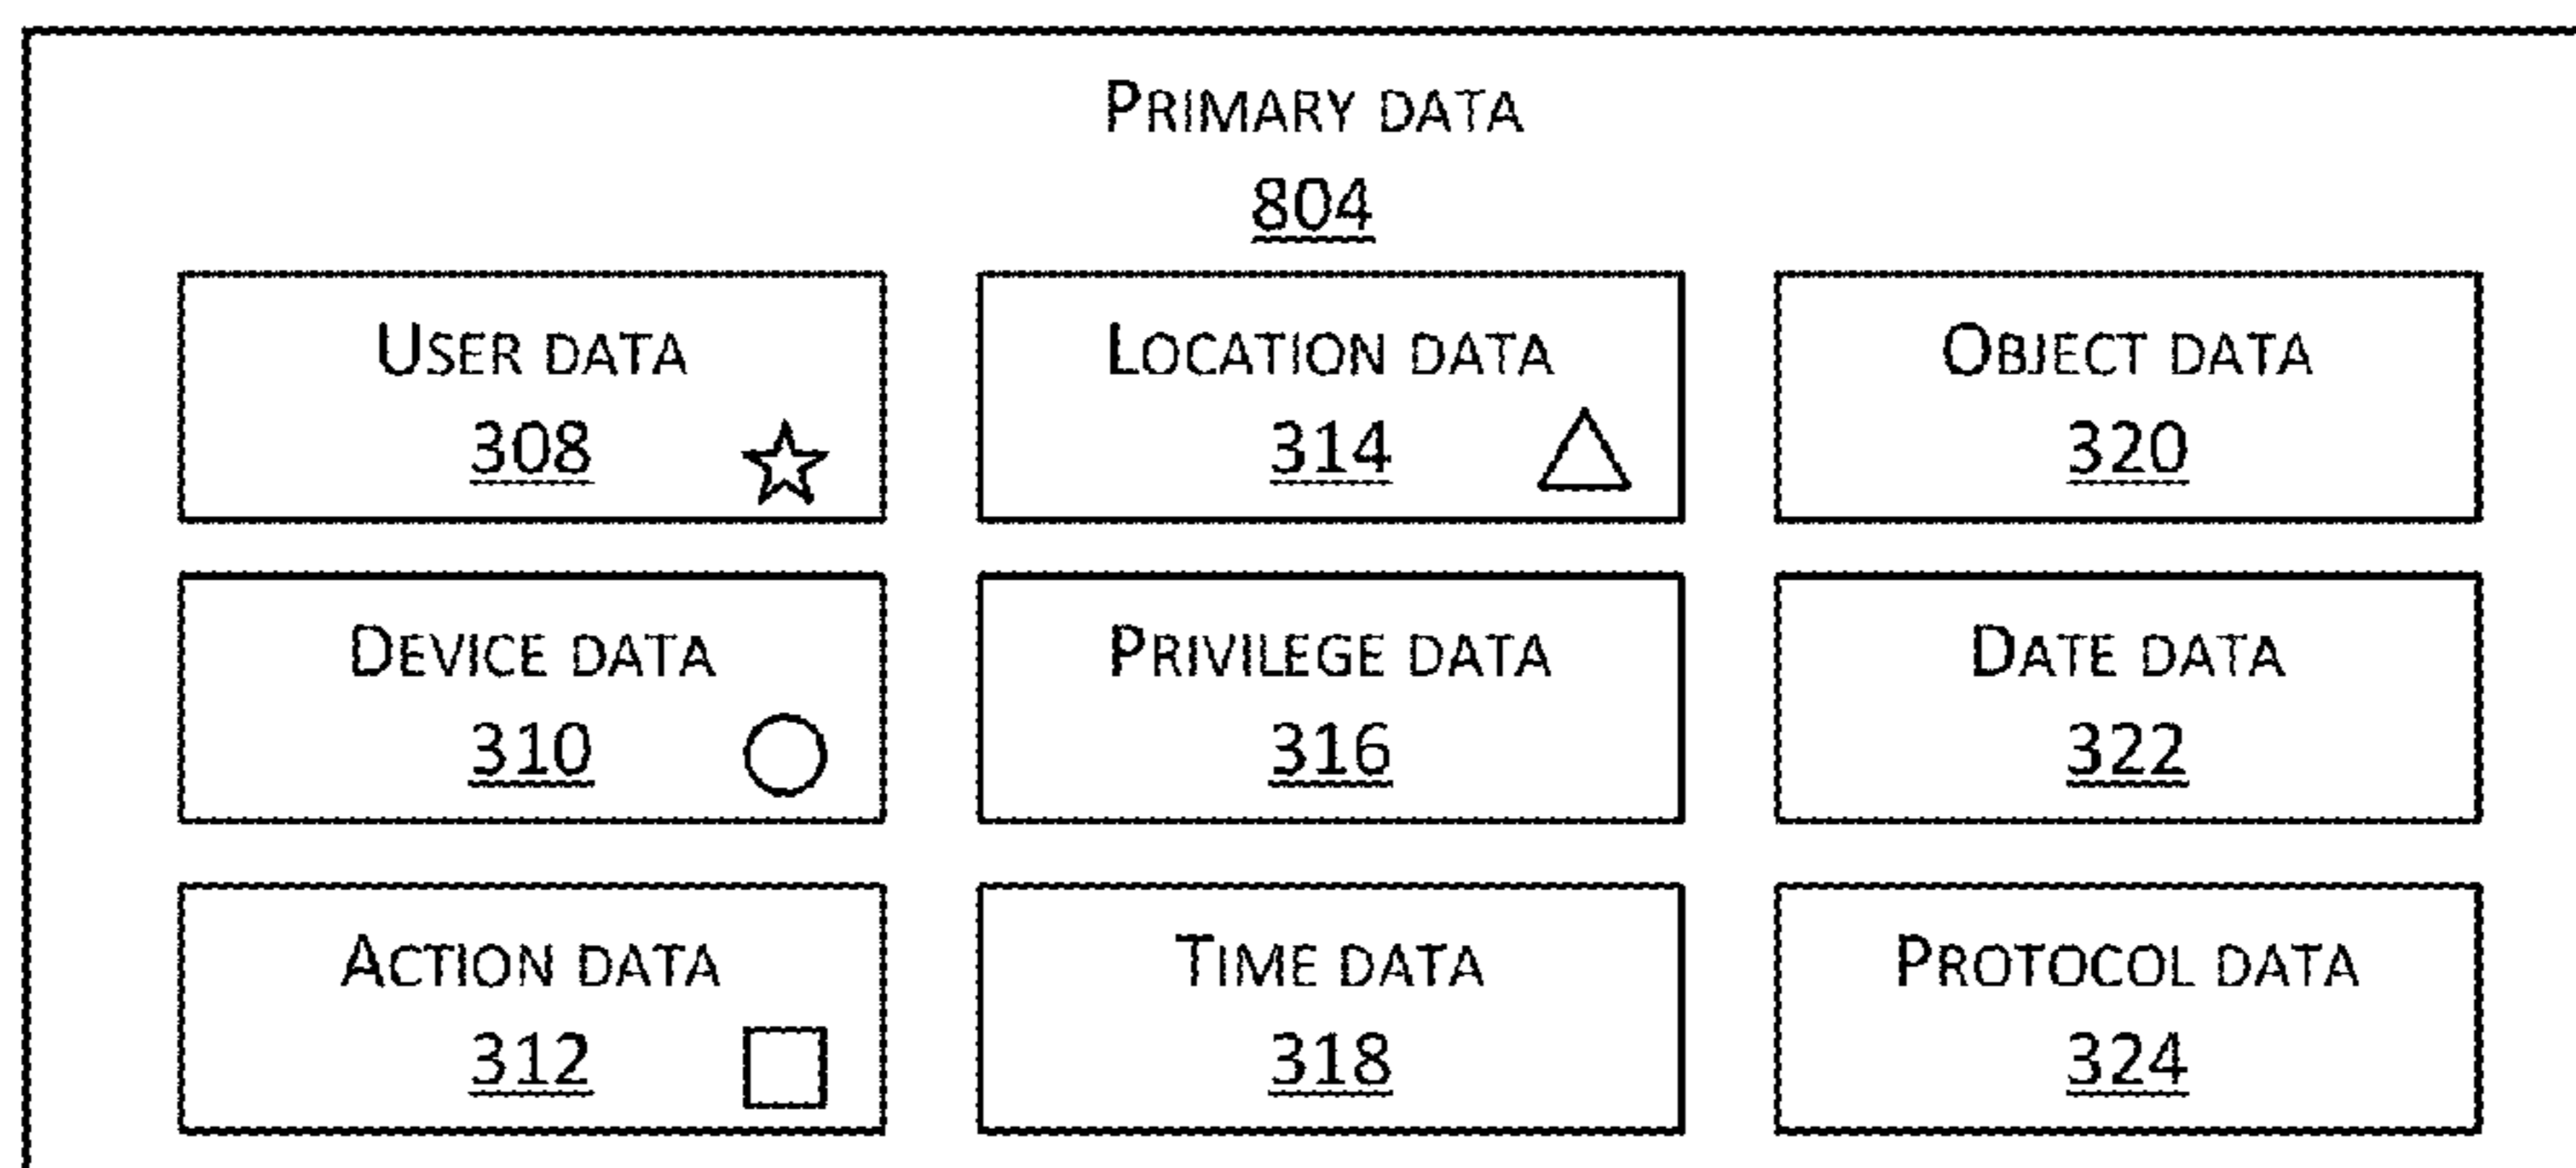 PRIMARY DATA
804
USER DATA
308
LOCATION DATA
314
OBJECT DATA
320
DEVICE DATA
310
PRIVILEGE DATA
316
DATE DATA
322
ACTION DATA
312
TIME DATA
318
PROTOCOL DATA
324